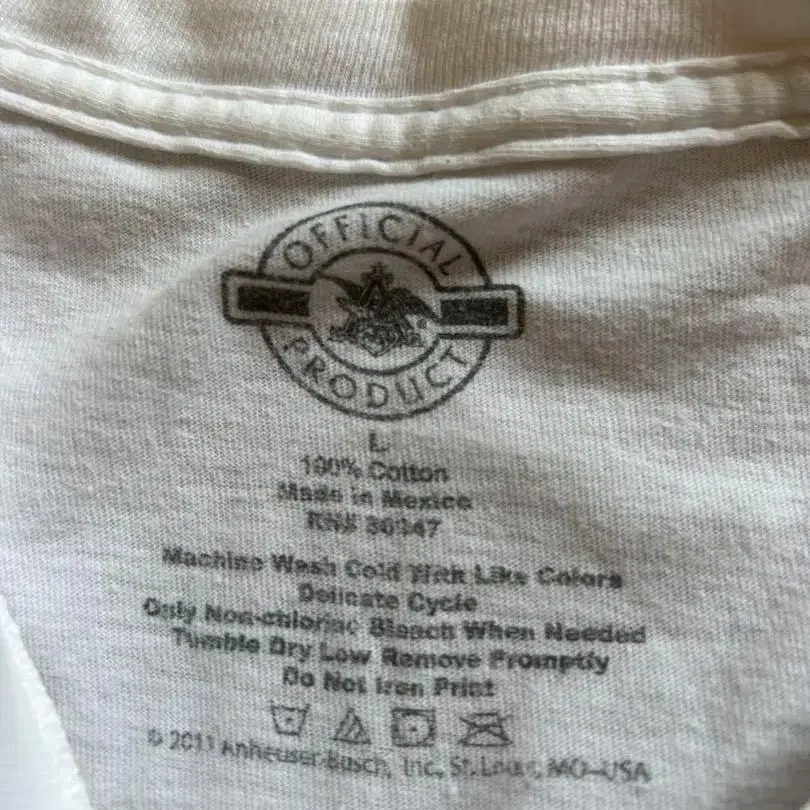 OFFICIAL
PRODUCT
L
100% Cotton
Made in Mexico
RN# 36947
Machine Wash Cold With Like Colors
Delicate Cycle
Only Non-chlorine Bleach When Needed
Tumble Dry Low Remove Promptly
Do Not Iron Print
© 2011 Anheuser-Busch, Inc. St. Louis, MO–USA